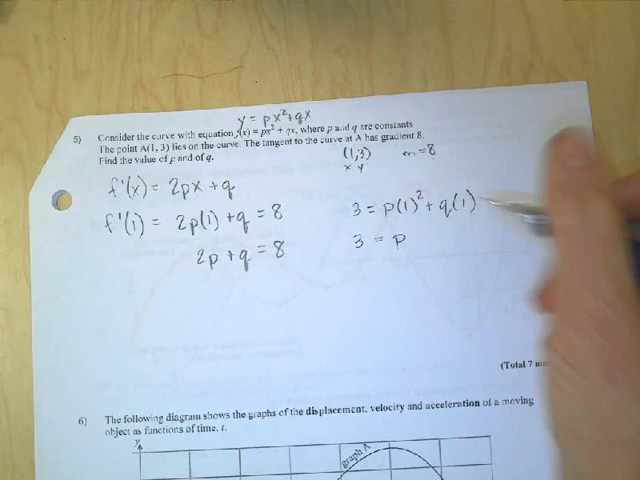 y = px²+qx
5) Consider the curve with equation f(x) = px² + qx, where p and q are constants
The point A(1, 3) lies on the curve. The tangent to the curve at A has gradient 8.
Find the value of p and of q.
(1,3) m=8
x y
f'(x) = 2px + q
f'(1) = 2p(1) + q = 8
2p + q = 8
3 = p(1)² + q(1)
3 = p
(Total 7
6) The following diagram shows the graphs of the displacement, velocity and acceleration of a moving
object as functions of time, t.
y
graph A